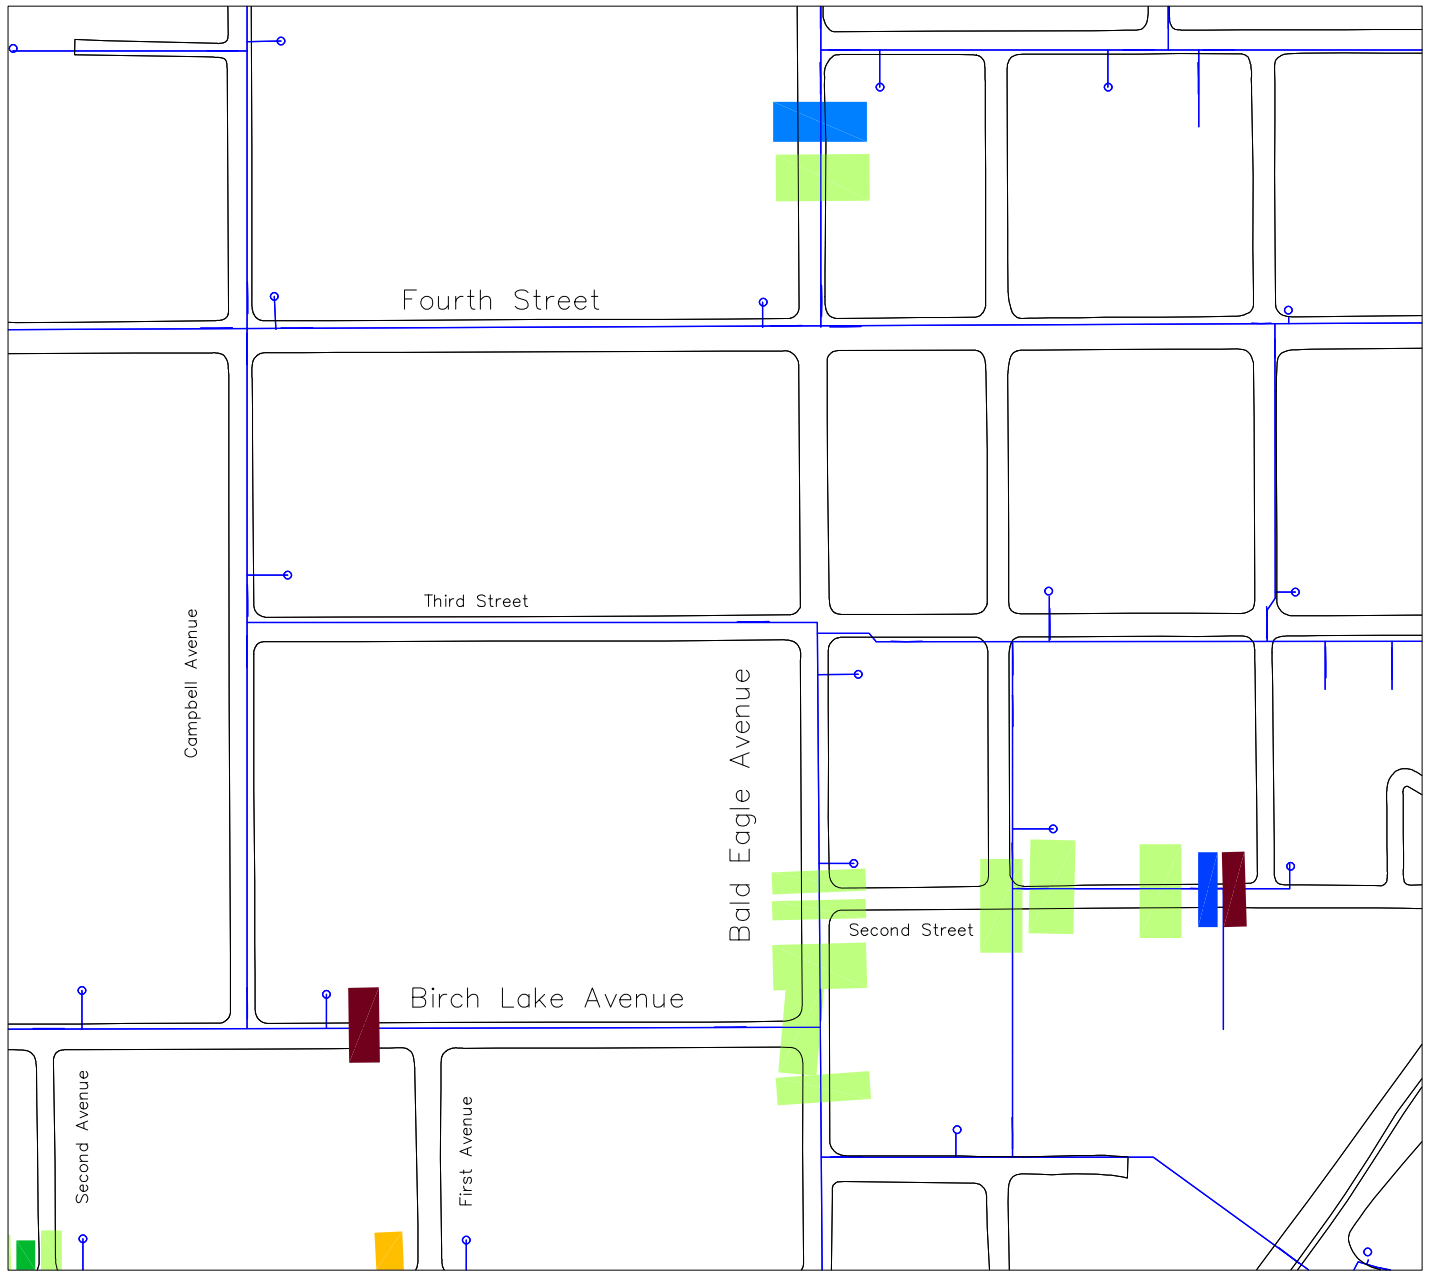 Fourth Street
Third Street
Campbell Avenue
Bald Eagle Avenue
Second Street
Birch Lake Avenue
Second Avenue
First Avenue